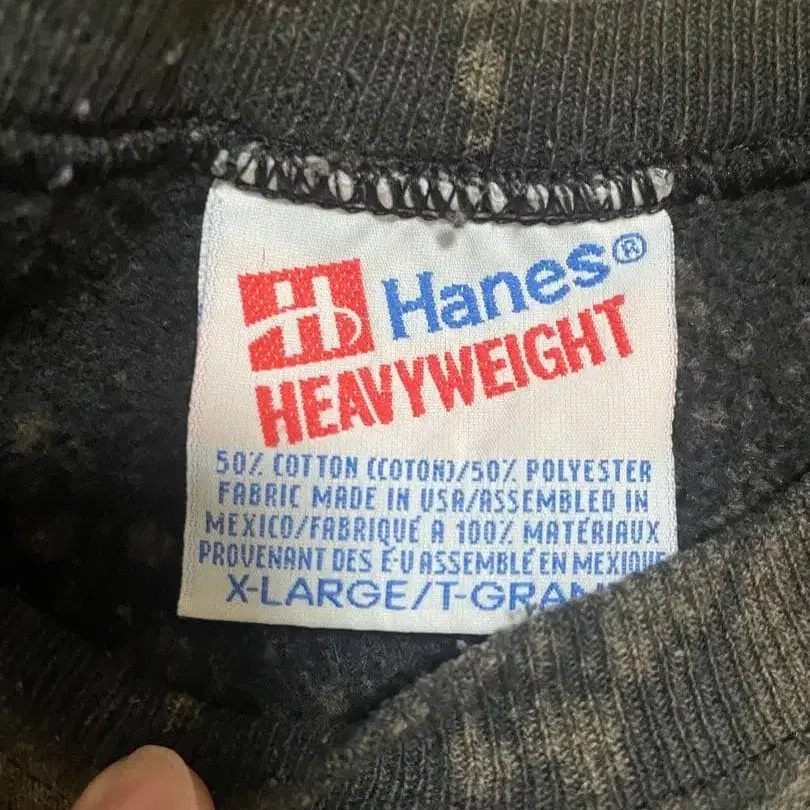 H Hanes®
HEAVYWEIGHT
50% COTTON (COTON)/50% POLYESTER
FABRIC MADE IN USA/ASSEMBLED IN
MEXICO/FABRIQUÉ A 100% MATÉRIAUX
PROVENANT DES É-U ASSEMBLÉ EN MEXIQUE
X-LARGE/T-GRAN